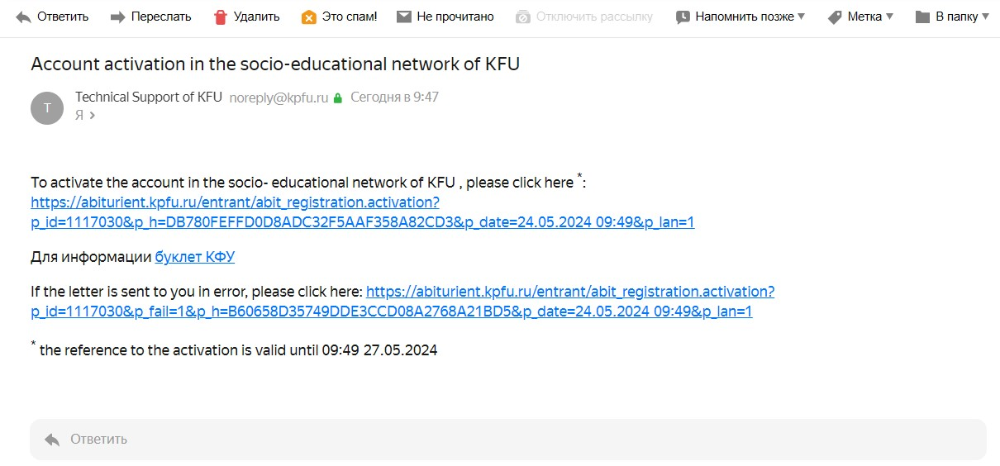 Ответить Переслать Удалить Это спам! Не прочитано Отключить рассылку Напомнить позже Метка В папку
Account activation in the socio-educational network of KFU
T
Technical Support of KFU noreply@kpfu.ru Сегодня в 9:47
Я
To activate the account in the socio- educational network of KFU , please click here *:
https://abiturient.kpfu.ru/entrant/abit_registration.activation?
p_id=1117030&p_h=DB780FEFFD0D8ADC32F5AAF358A82CD3&p_date=24.05.2024 09:49&p_lan=1
Для информации буклет КФУ
If the letter is sent to you in error, please click here: https://abiturient.kpfu.ru/entrant/abit_registration.activation?
p_id=1117030&p_fail=1&p_h=B60658D35749DDE3CCD08A2768A21BD5&p_date=24.05.2024 09:49&p_lan=1
* the reference to the activation is valid until 09:49 27.05.2024
Ответить